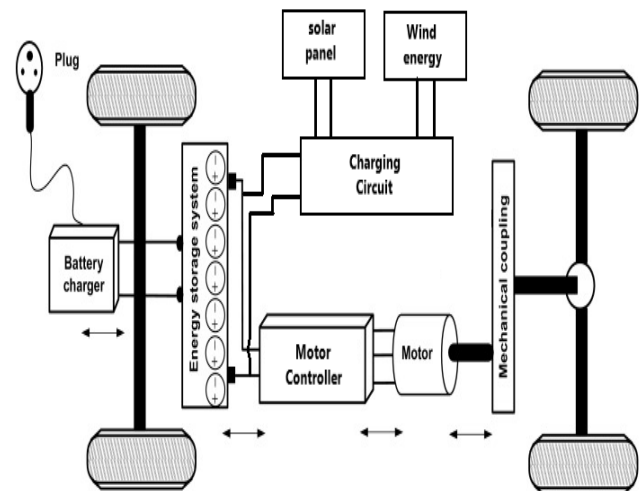 solar
panel
Wind
energy
Plug
Charging
Circuit
Energy storage system
Battery
charger
Motor
Controller
Motor
Mechanical coupling